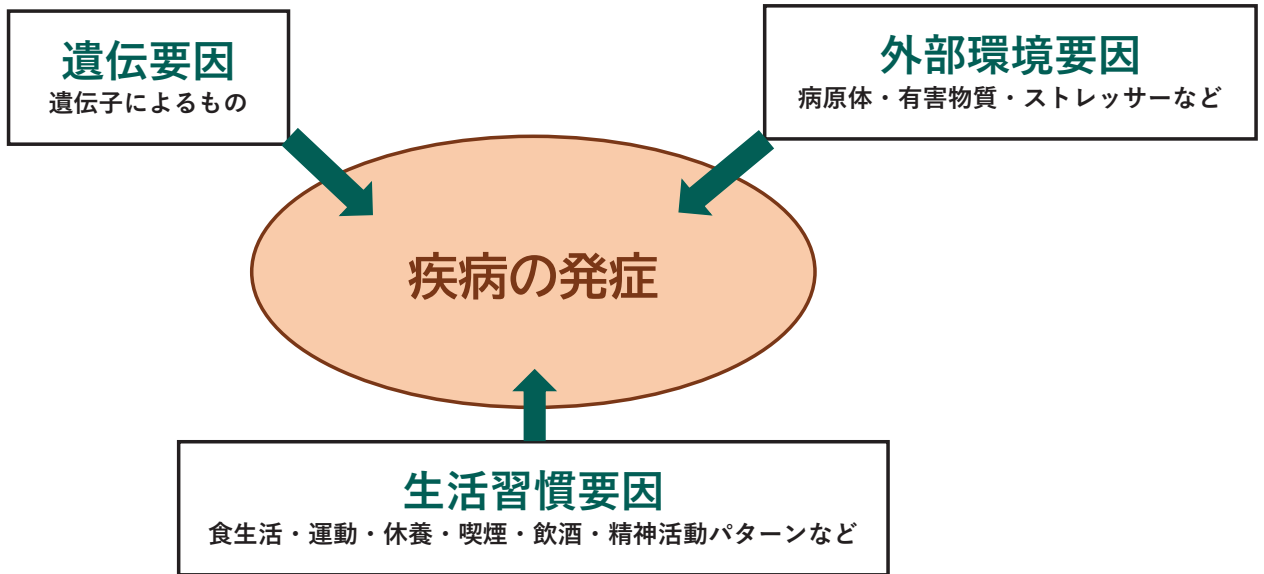 遺伝要因
遺伝子によるもの
外部環境要因
病原体・有害物質・ストレッサーなど
疾病の発症
生活習慣要因
食生活・運動・休養・喫煙・飲酒・精神活動パターンなど